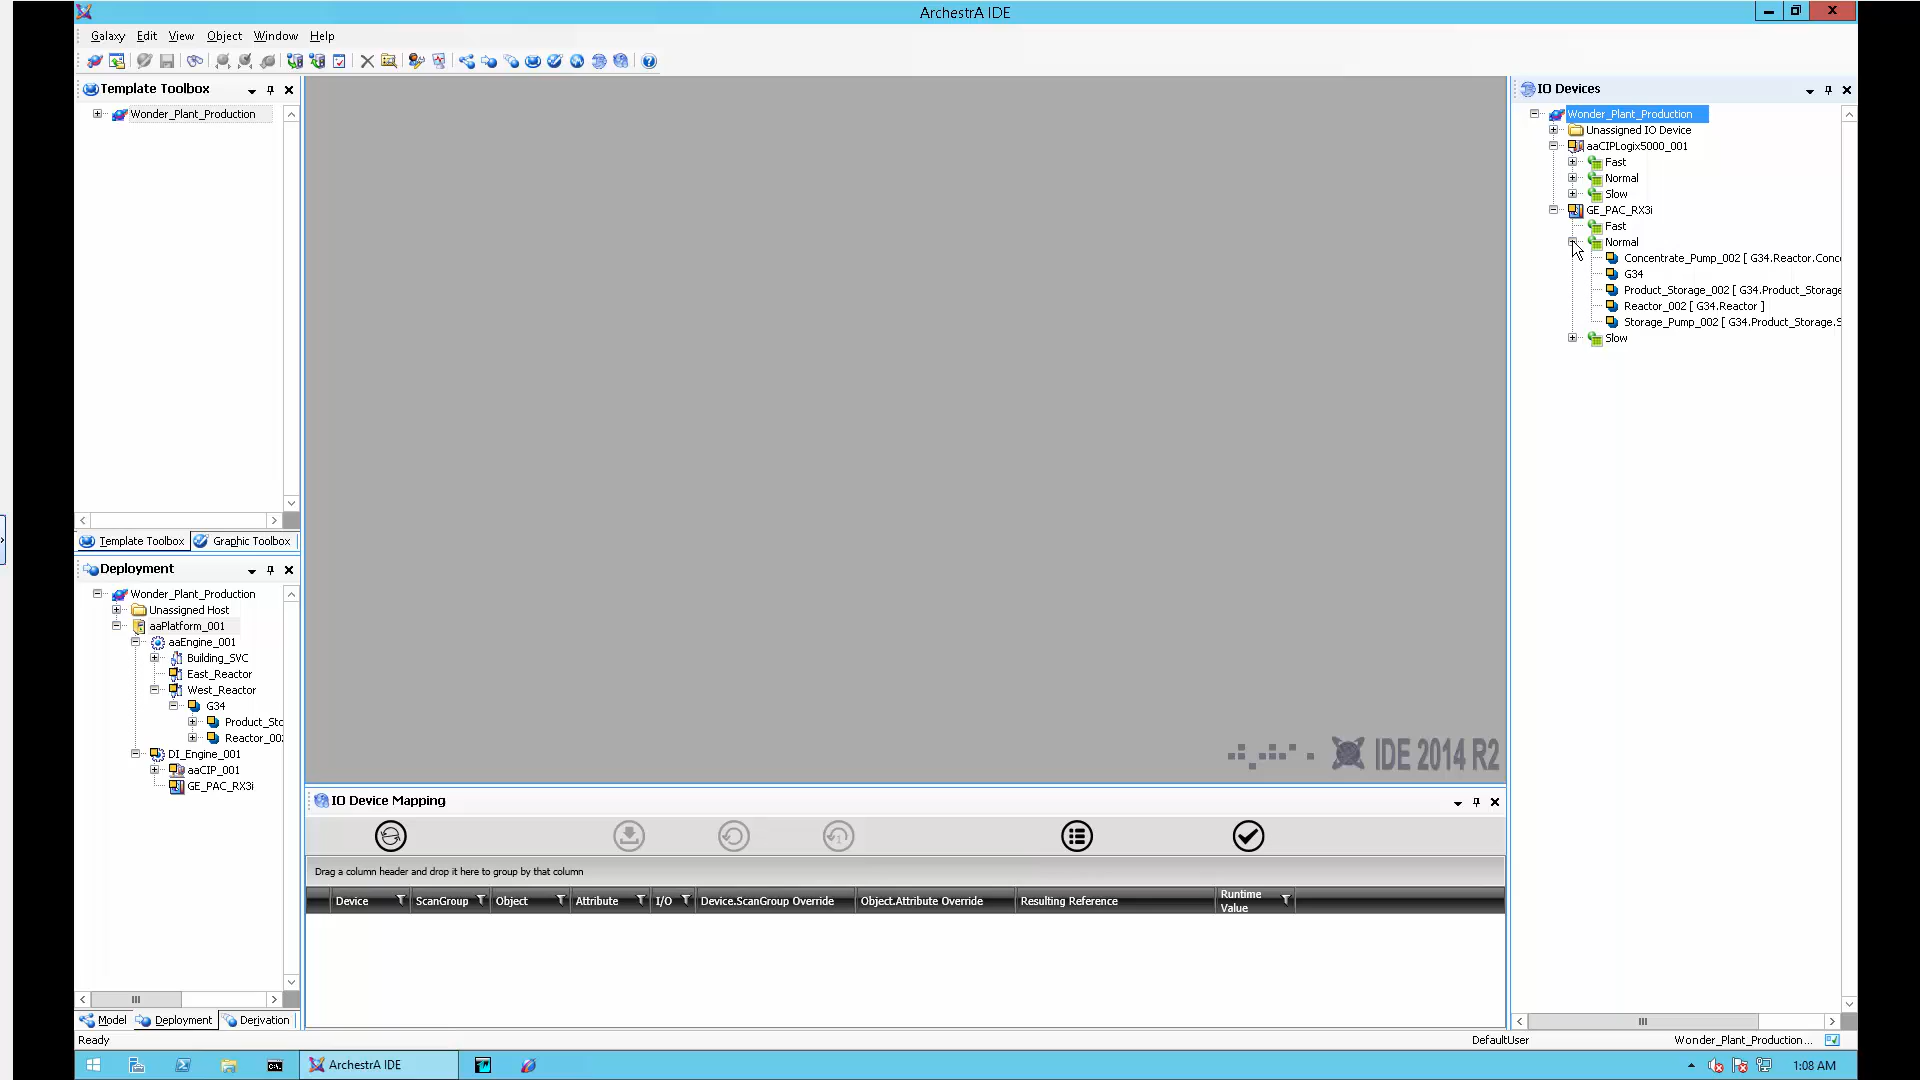 ArchestrA IDE
Galaxy Edit View Object Window Help
Template Toolbox
Wonder_Plant_Production
Template Toolbox Graphic Toolbox
Deployment
Wonder_Plant_Production
Unassigned Host
aaPlatform_001
aaEngine_001
Building_SVC
East_Reactor
West_Reactor
G34
Product_Sto
Reactor_002
DI_Engine_001
aaCIP_001
GE_PAC_RX3i
Model Deployment Derivation
IDE 2014 R2
IO Device Mapping
Drag a column header and drop it here to group by that column
Device ScanGroup Object Attribute I/O Device.ScanGroup Override Object.Attribute Override Resulting Reference Runtime Value
IO Devices
Wonder_Plant_Production
Unassigned IO Device
aaCIPLogix5000_001
Fast
Normal
Slow
GE_PAC_RX3i
Fast
Normal
Concentrate_Pump_002 [ G34.Reactor.Conce
G34
Product_Storage_002 [ G34.Product_Storage
Reactor_002 [ G34.Reactor ]
Storage_Pump_002 [ G34.Product_Storage.S
Slow
Ready DefaultUser Wonder_Plant_Production...
ArchestrA IDE 1:08 AM